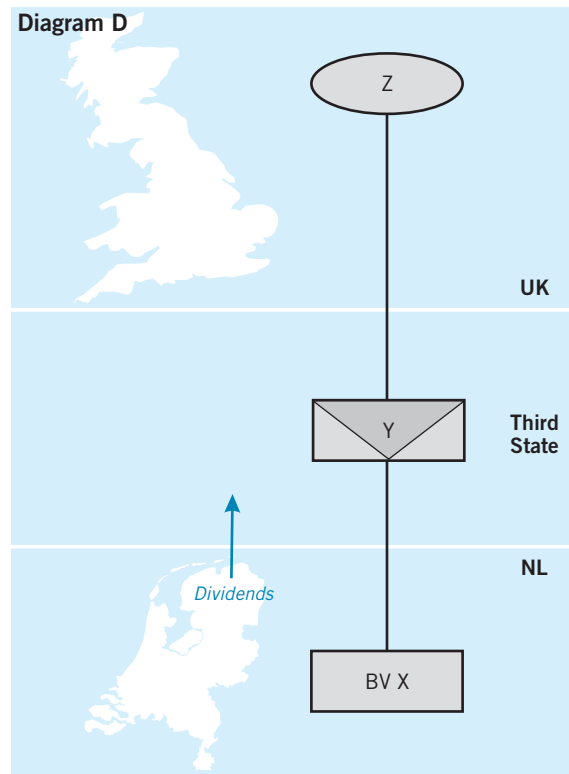 Diagram D
Z
UK
Y
Third
State
NL
Dividends
BV X